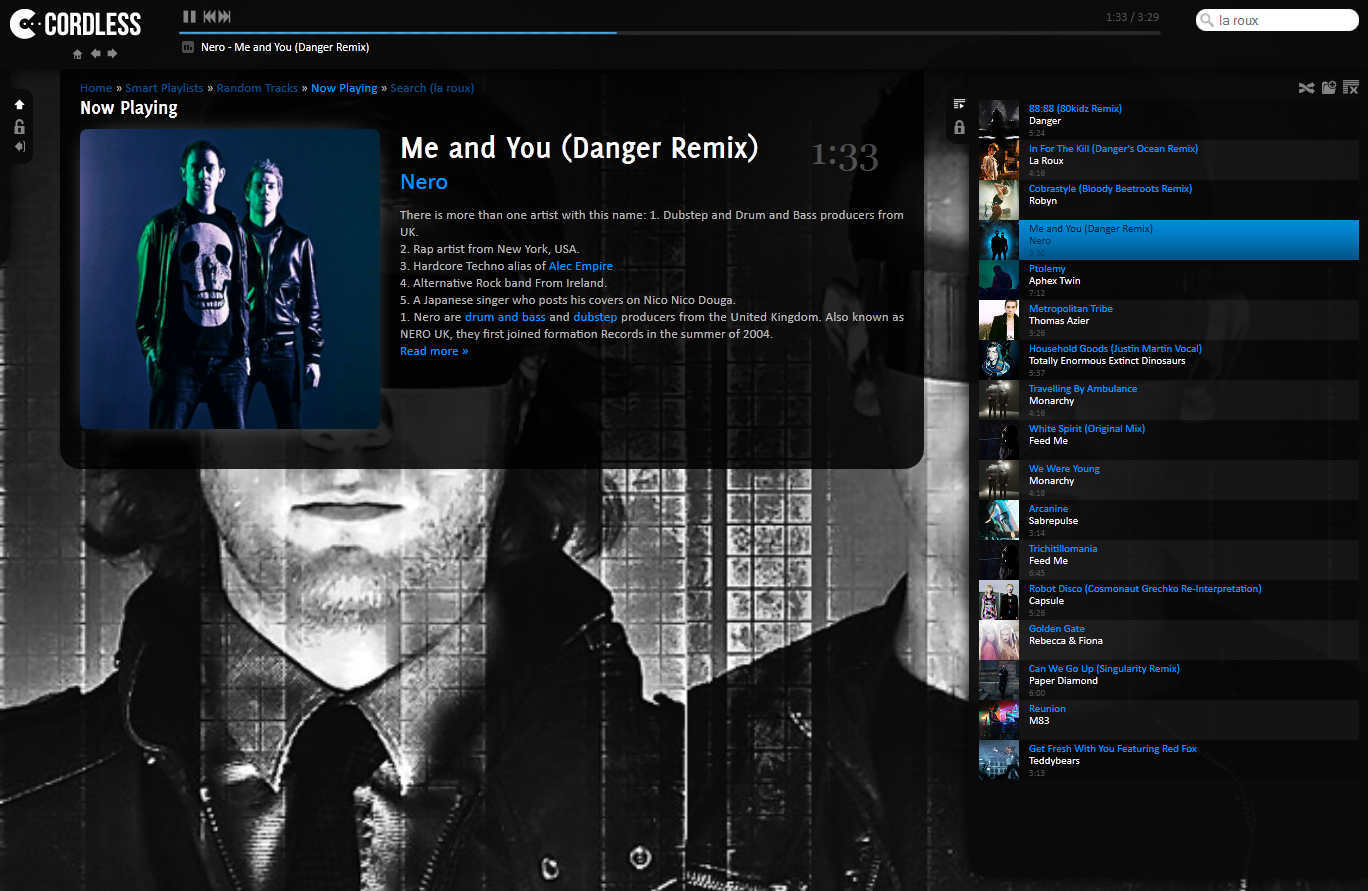 CORDLESS
1:33 / 3:29
la roux
Nero - Me and You (Danger Remix)
Home » Smart Playlists » Random Tracks » Now Playing » Search (la roux)
Now Playing
Me and You (Danger Remix)
1:33
Nero
There is more than one artist with this name: 1. Dubstep and Drum and Bass producers from
UK.
2. Rap artist from New York, USA.
3. Hardcore Techno alias of Alec Empire
4. Alternative Rock band From Ireland.
5. A Japanese singer who posts his covers on Nico Nico Douga.
1. Nero are drum and bass and dubstep producers from the United Kingdom. Also known as
NERO UK, they first joined formation Records in the summer of 2004.
Read more »
88:88 (80kidz Remix)
Danger
5:24
In For The Kill (Danger's Ocean Remix)
La Roux
4:16
Cobrastyle (Bloody Beetroots Remix)
Robyn
Me and You (Danger Remix)
Nero
3:30
Ptolemy
Aphex Twin
7:12
Metropolitan Tribe
Thomas Azier
3:26
Household Goods (Justin Martin Vocal)
Totally Enormous Extinct Dinosaurs
5:37
Travelling By Ambulance
Monarchy
4:16
White Spirit (Original Mix)
Feed Me
We Were Young
Monarchy
4:18
Arcanine
Sabrepulse
3:14
Trichitillomania
Feed Me
6:45
Robot Disco (Cosmonaut Grechko Re-Interpretation)
Capsule
5:26
Golden Gate
Rebecca & Fiona
Can We Go Up (Singularity Remix)
Paper Diamond
6:00
Reunion
M83
Get Fresh With You Featuring Red Fox
Teddybears
3:13